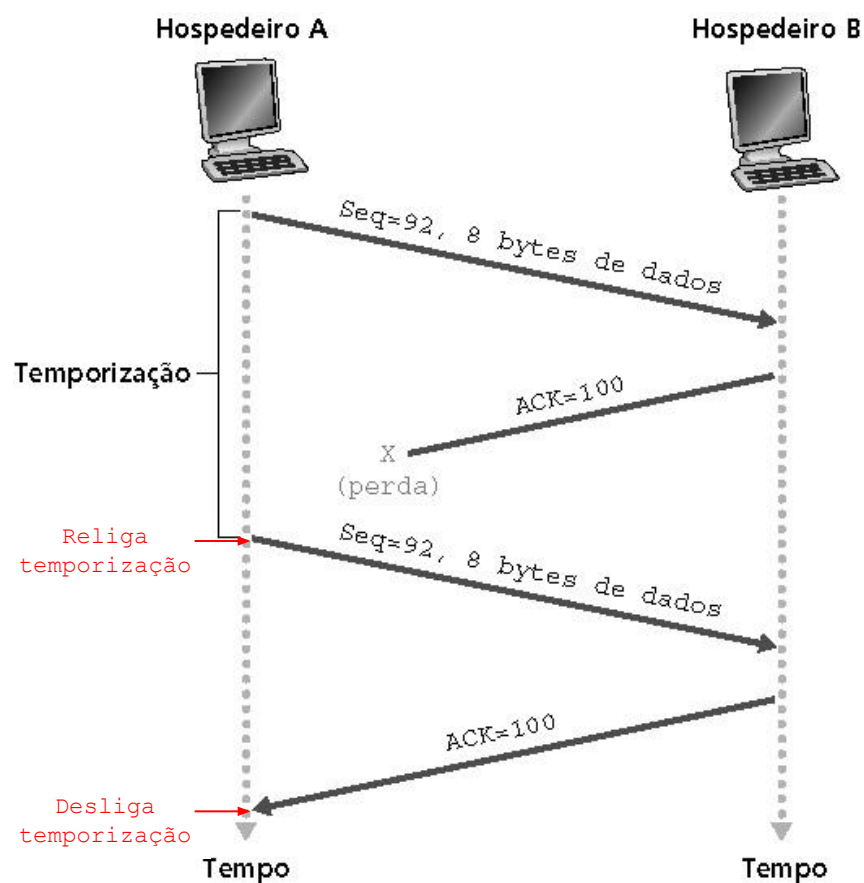 Hospedeiro A
Hospedeiro B
Seq=92, 8 bytes de dados
Temporização
ACK=100
X
(perda)
Religa
temporização
Seq=92, 8 bytes de dados
ACK=100
Desliga
temporização
Tempo
Tempo